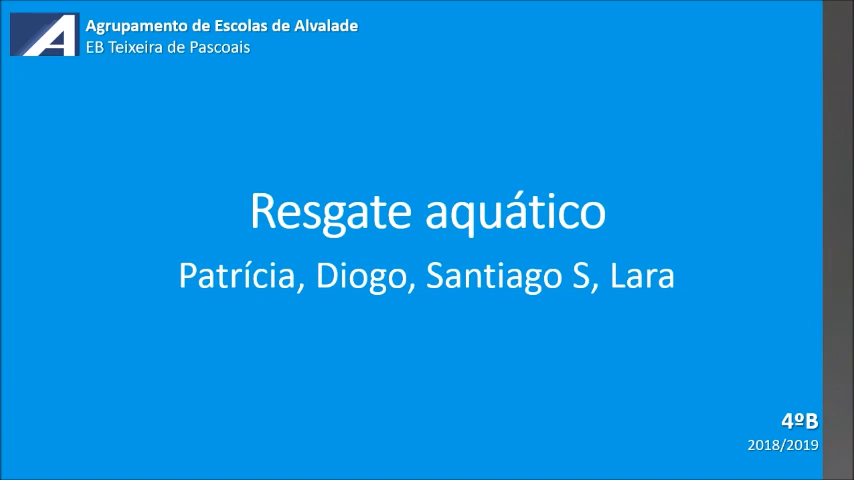 Agrupamento de Escolas de Alvalade
EB Teixeira de Pascoais
Resgate aquático
Patrícia, Diogo, Santiago S, Lara
4ºB
2018/2019